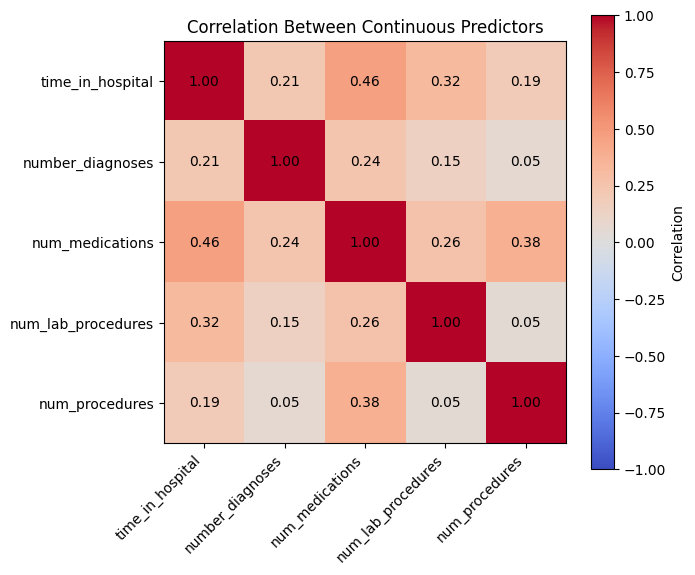 Correlation Between Continuous Predictors
time_in_hospital 1.00 0.21 0.46 0.32 0.19
number_diagnoses 0.21 1.00 0.24 0.15 0.05
num_medications 0.46 0.24 1.00 0.26 0.38
num_lab_procedures 0.32 0.15 0.26 1.00 0.05
num_procedures 0.19 0.05 0.38 0.05 1.00
time_in_hospital number_diagnoses num_medications num_lab_procedures num_procedures
1.00
0.75
0.50
0.25
0.00
−0.25
−0.50
−0.75
−1.00
Correlation